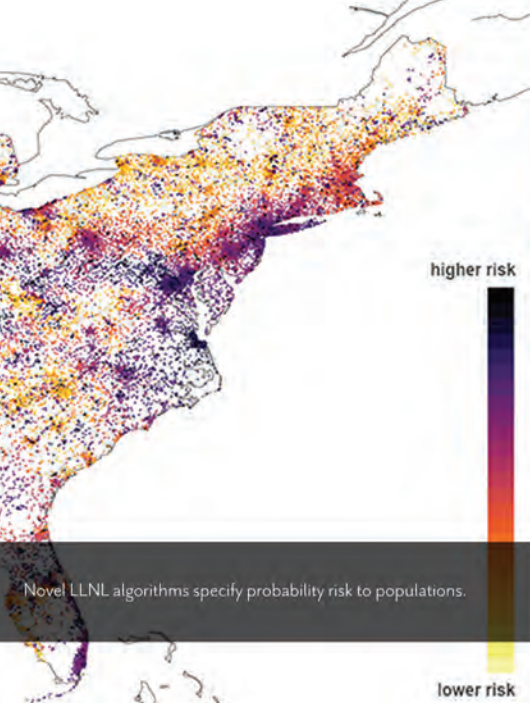 higher risk
Novel LLNL algorithms specify probability risk to populations.
lower risk